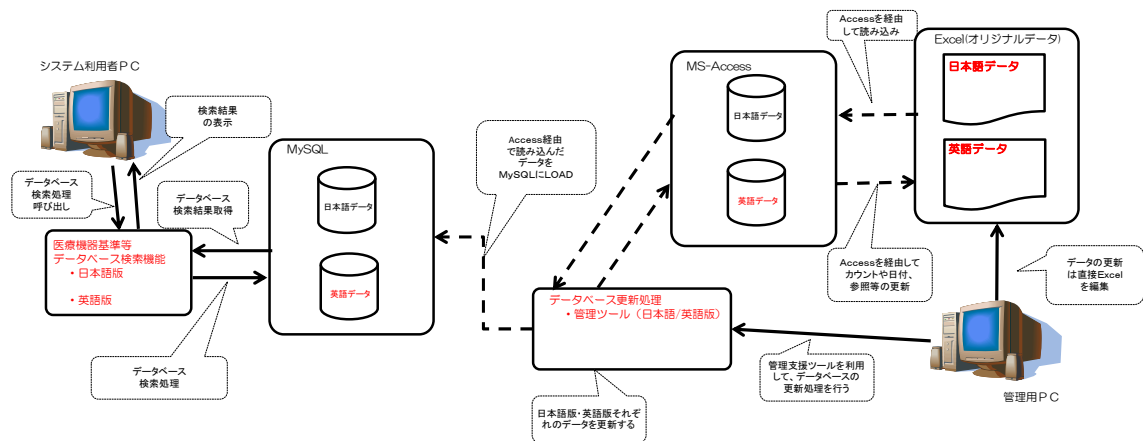 システム利用者PC
検索結果
の表示
データベース
検索処理
呼び出し
医療機器基準等
データベース検索機能
・日本語版
・英語版
データベース
検索結果取得
データベース
検索処理
MySQL
日本語データ
英語データ
Access経由
で読み込んだ
データを
MySQLにLOAD
データベース更新処理
・管理ツール（日本語/英語版）
日本語版・英語版それぞ
れのデータを更新する
MS-Access
日本語データ
英語データ
Accessを経由
して読み込み
Accessを経由して
カウントや日付、
参照等の更新
Excel(オリジナルデータ)
日本語データ
英語データ
データの更新
は直接Excel
を編集
管理支援ツールを利用
して、データベースの
更新処理を行う
管理用PC